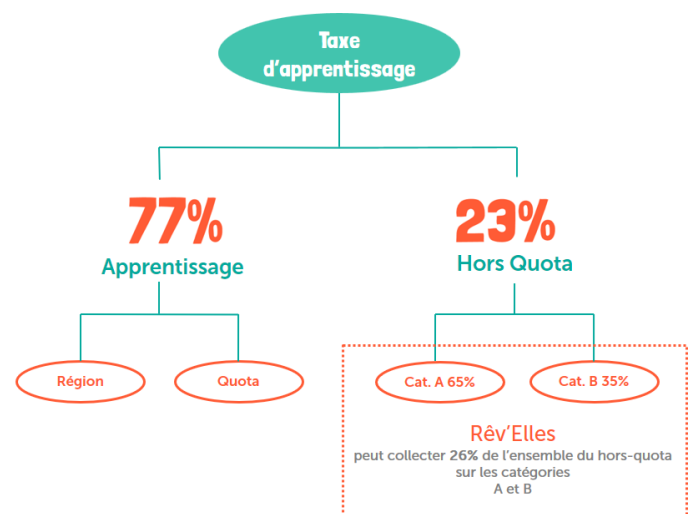 Taxe
d'apprentissage
77%
Apprentissage
23%
Hors Quota
Région
Quota
Cat. A 65%
Cat. B 35%
Rêv'Elles
peut collecter 26% de l'ensemble du hors-quota
sur les catégories
A et B